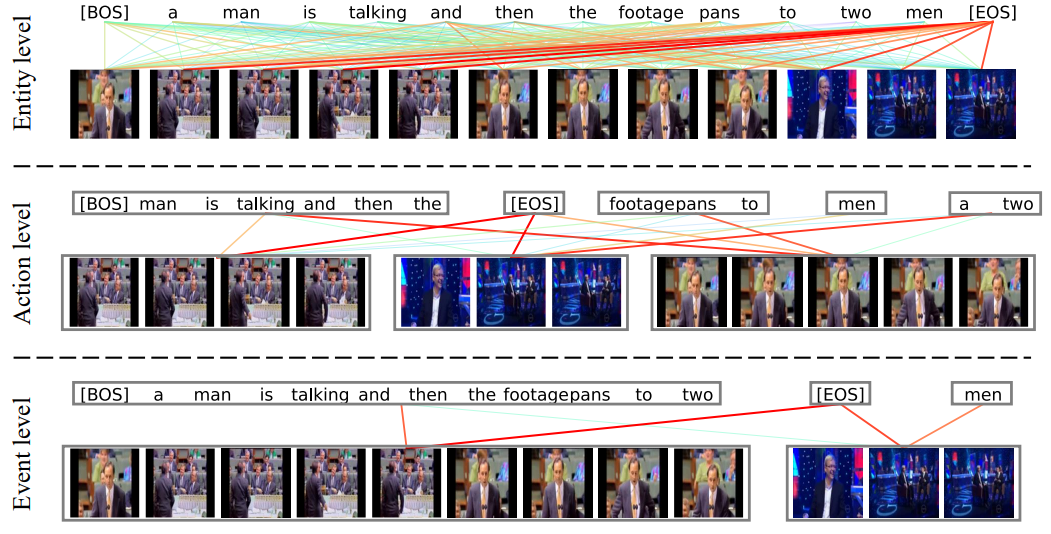 Entity level
[BOS] a man is talking and then the footage pans to two men [EOS]
Action level
[BOS] man is talking and then the [EOS] footagepans to men a two
Event level
[BOS] a man is talking and then the footagepans to two [EOS] men